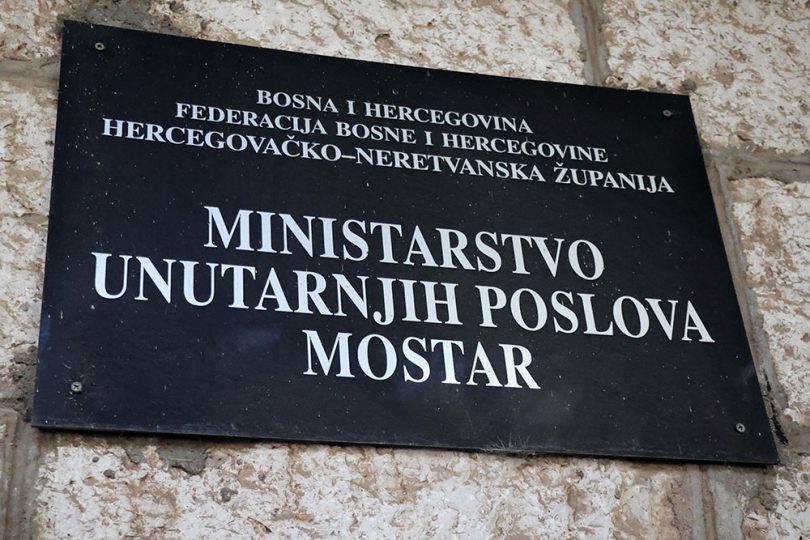 BOSNA I HERCEGOVINA
FEDERACIJA BOSNE I HERCEGOVINE
HERCEGOVAČKO–NERETVANSKA ŽUPANIJA
MINISTARSTVO
UNUTARNJIH POSLOVA
MOSTAR